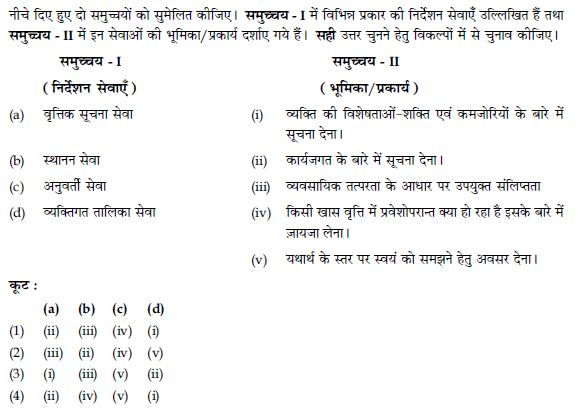 नीचे दिए हुए दो समुच्चयों को सुमेलित कीजिए। समुच्चय - I में विभिन्न प्रकार की निर्देशन सेवाएँ उल्लिखित हैं तथा
समुच्चय - II में इन सेवाओं की भूमिका/प्रकार्य दर्शाए गये हैं। सही उत्तर चुनने हेतु विकल्पों में से चुनाव कीजिए।
समुच्चय - I समुच्चय - II
( निर्देशन सेवाएँ ) ( भूमिका/प्रकार्य )
(a) वृत्तिक सूचना सेवा (i) व्यक्ति की विशेषताओं-शक्ति एवं कमजोरियों के बारे में
सूचना देना।
(b) स्थानन सेवा (ii) कार्यजगत के बारे में सूचना देना।
(c) अनुवर्ती सेवा (iii) व्यवसायिक तत्परता के आधार पर उपयुक्त संलिप्तता
(d) व्यक्तिगत तालिका सेवा (iv) किसी खास वृत्ति में प्रवेशोपरान्त क्या हो रहा है इसके बारे में
ज़ायजा लेना।
(v) यथार्थ के स्तर पर स्वयं को समझने हेतु अवसर देना।
कूट :
(a) (b) (c) (d)
(1) (ii) (iii) (iv) (i)
(2) (iii) (ii) (iv) (v)
(3) (i) (iii) (v) (ii)
(4) (ii) (iv) (v) (i)